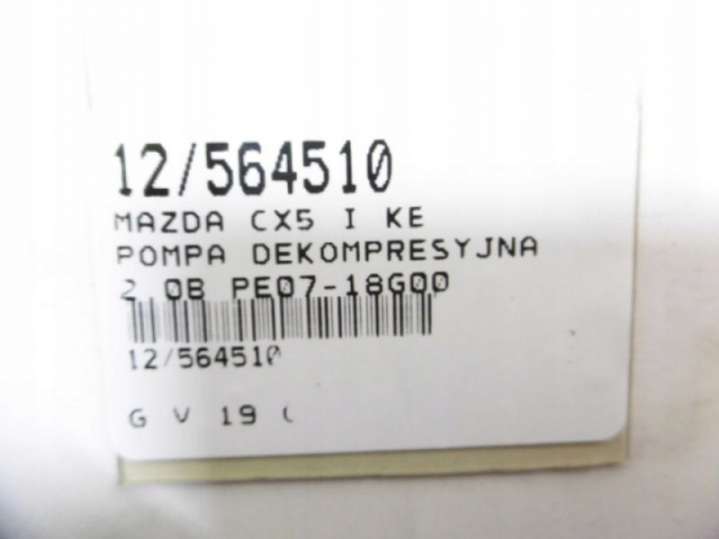 12/564510
MAZDA CX5 I KE
POMPA DEKOMPRESYJNA
2.0B PE07-18G00
12/564510
G V 19